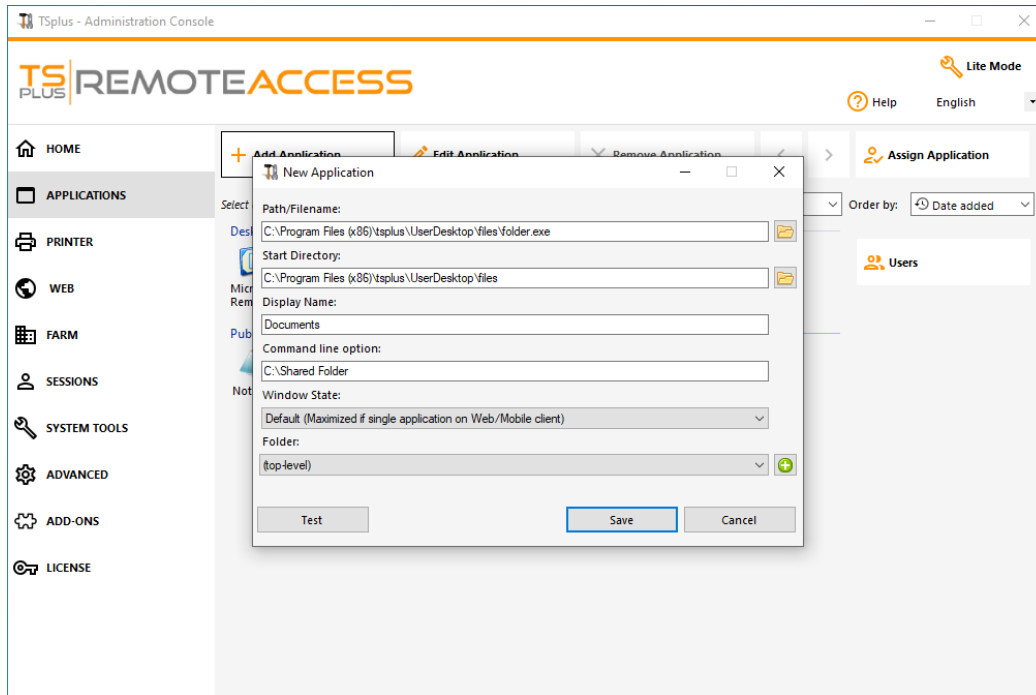 TSplus - Administration Console
TS PLUS REMOTEACCESS
Lite Mode
Help
English
HOME
APPLICATIONS
PRINTER
WEB
FARM
SESSIONS
SYSTEM TOOLS
ADVANCED
ADD-ONS
LICENSE
Add Application
Edit Application
Remove Application
Assign Application
Select
Order by:
Date added
Users
New Application
Path/Filename:
C:\Program Files (x86)\tsplus\UserDesktop\files\folder.exe
Start Directory:
C:\Program Files (x86)\tsplus\UserDesktop\files
Display Name:
Documents
Command line option:
C:\Shared Folder
Window State:
Default (Maximized if single application on Web/Mobile client)
Folder:
(top-level)
Test
Save
Cancel